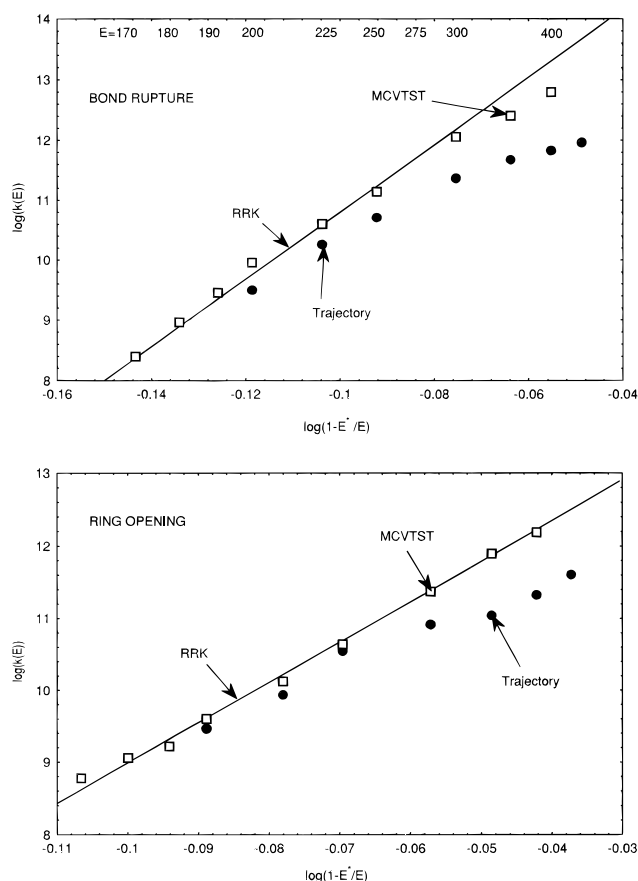 14
E=170 180 190 200 225 250 275 300 400
13
BOND RUPTURE
MCVTST
12
log(k(E))
11
RRK
10
Trajectory
9
8
-0.16 -0.14 -0.12 -0.1 -0.08 -0.06 -0.04
log(1-E*/E)
13
RING OPENING
MCVTST
12
log(k(E))
11
RRK
Trajectory
10
9
8
-0.11 -0.1 -0.09 -0.08 -0.07 -0.06 -0.05 -0.04 -0.03
log(1-E*/E)